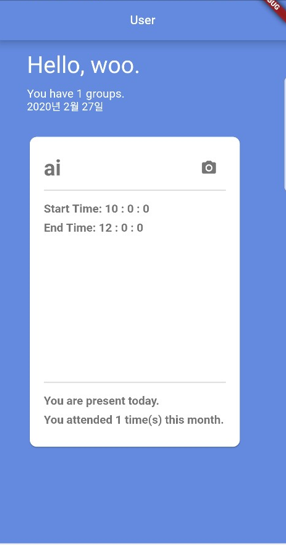 User
Hello, woo.
You have 1 groups.
2020년 2월 27일
ai
Start Time: 10 : 0 : 0
End Time: 12 : 0 : 0
You are present today.
You attended 1 time(s) this month.